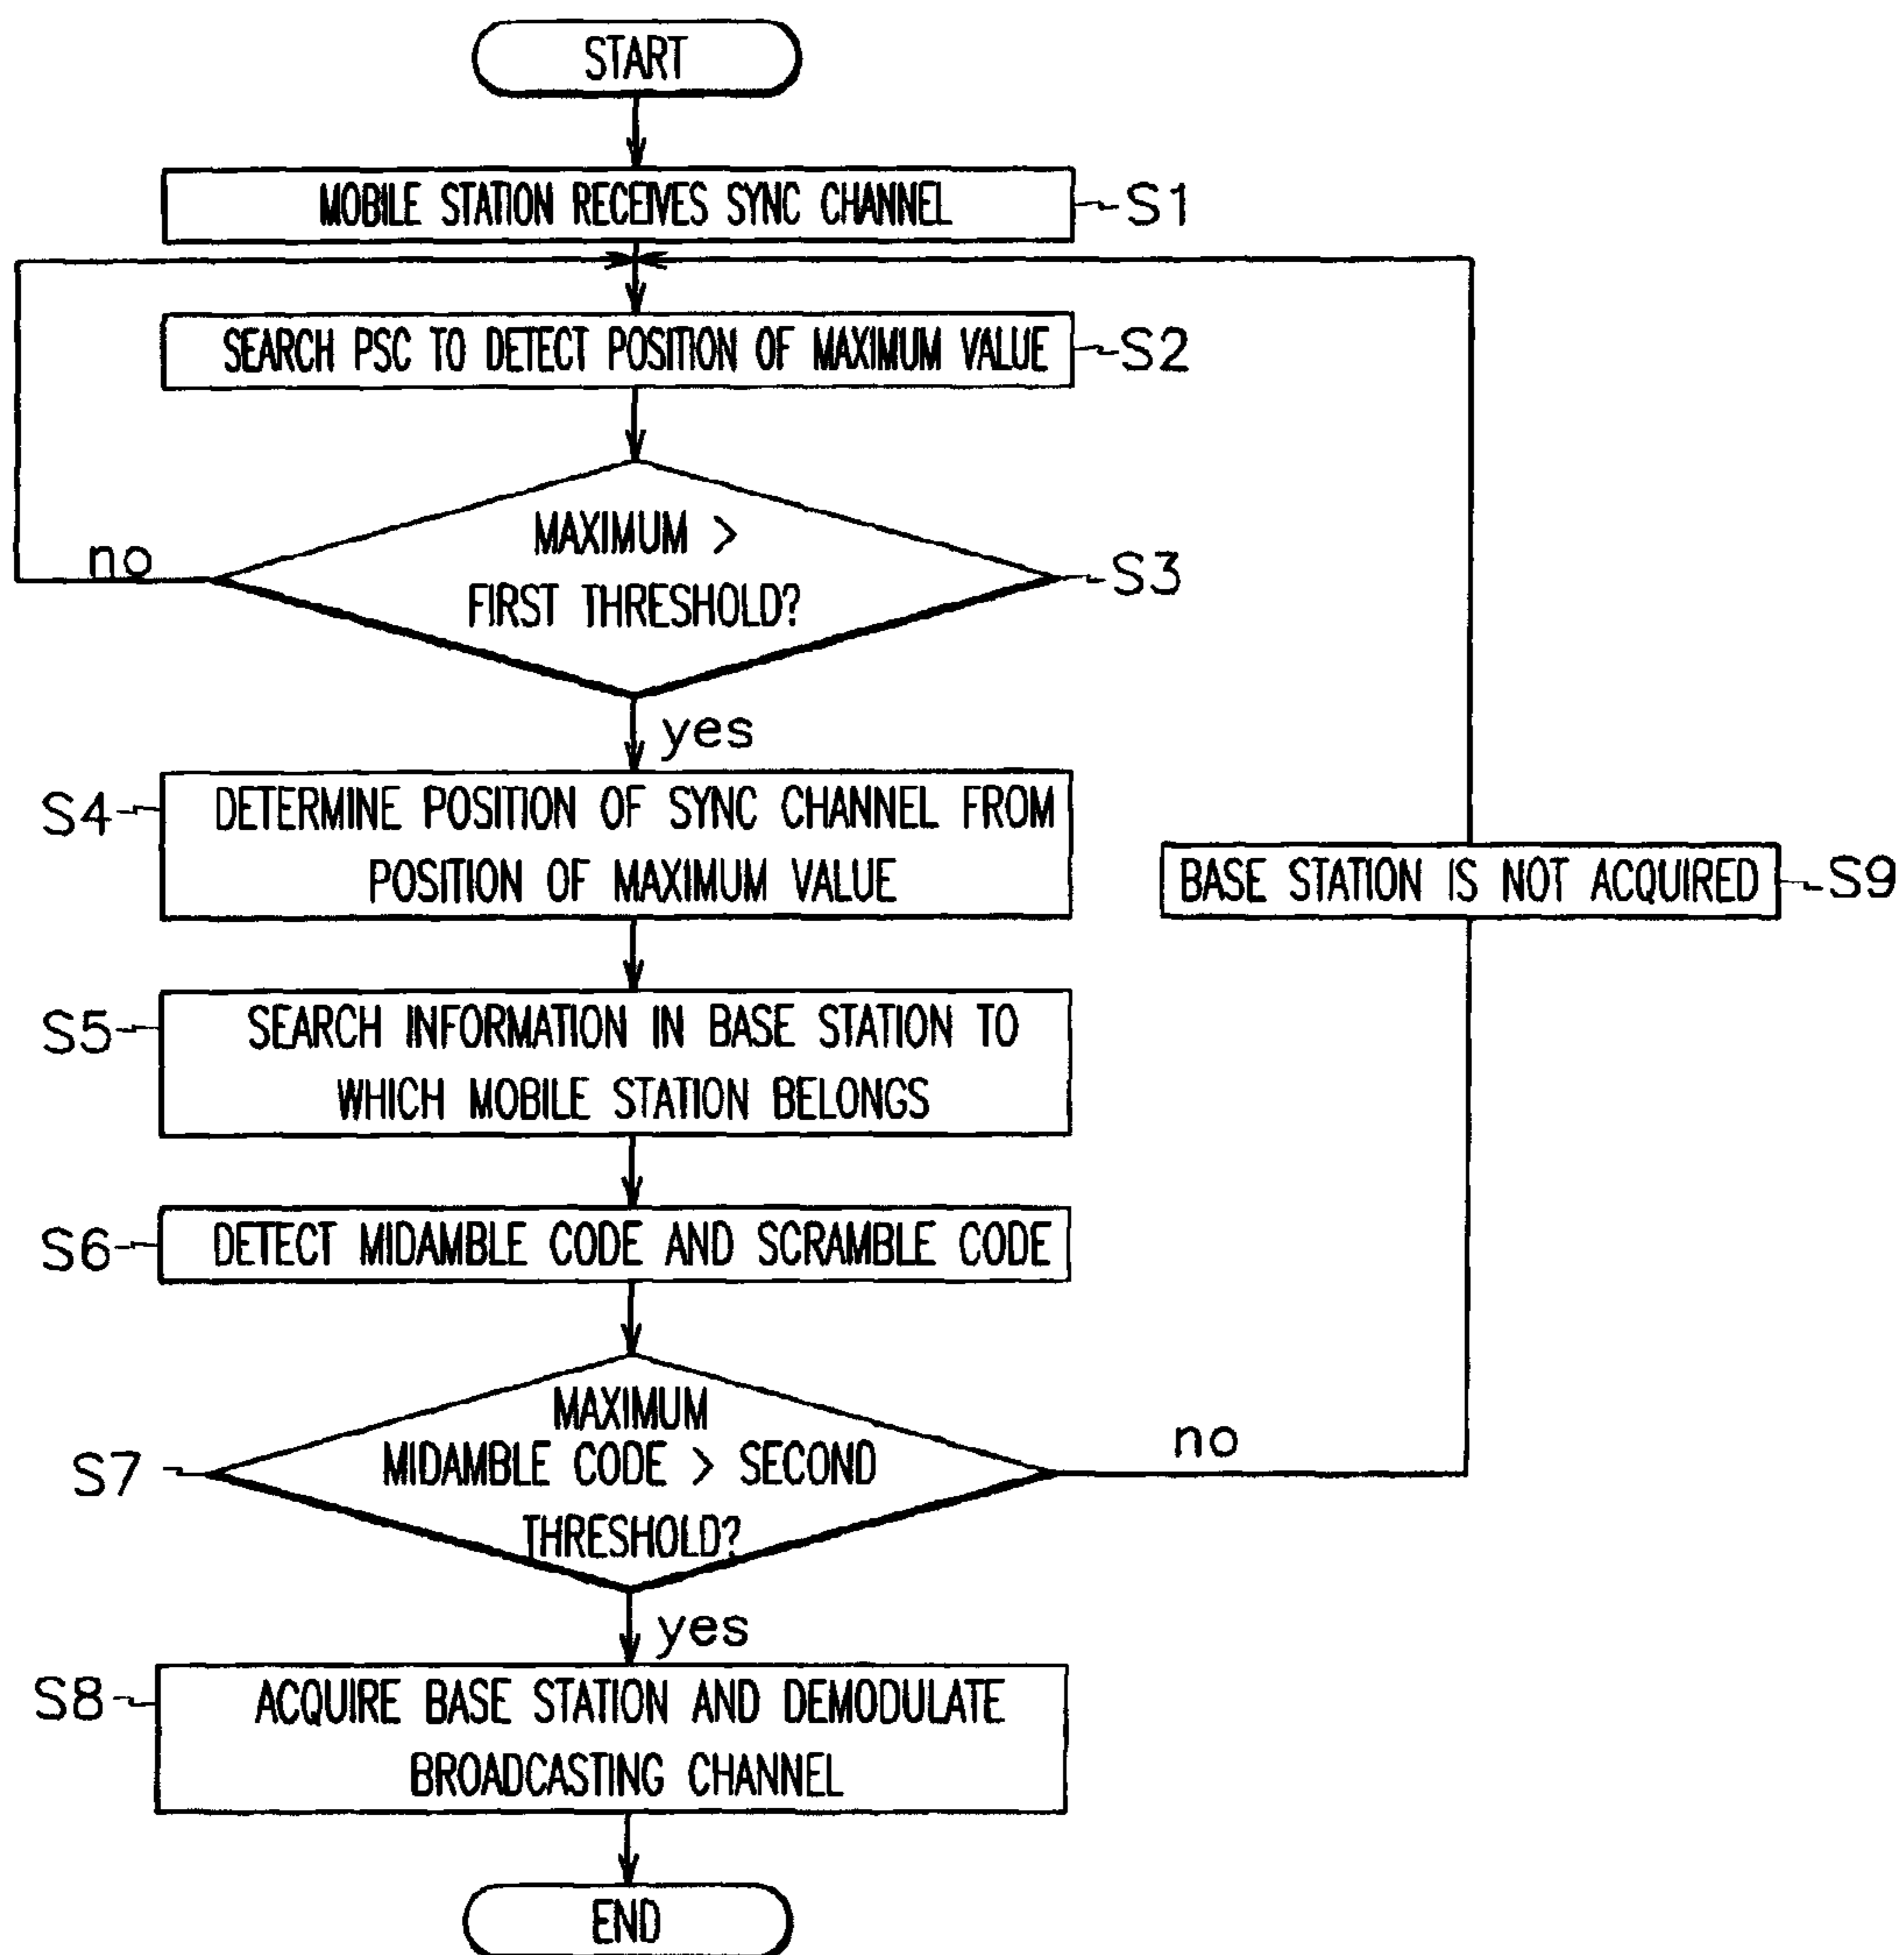 START
MOBILE STATION RECEIVES SYNC CHANNEL
S1
SEARCH PSC TO DETECT POSITION OF MAXIMUM VALUE
S2
MAXIMUM >
FIRST THRESHOLD?
S3
no
yes
S4
DETERMINE POSITION OF SYNC CHANNEL FROM
POSITION OF MAXIMUM VALUE
BASE STATION IS NOT ACQUIRED
S9
S5
SEARCH INFORMATION IN BASE STATION TO
WHICH MOBILE STATION BELONGS
S6
DETECT MIDAMBLE CODE AND SCRAMBLE CODE
S7
MAXIMUM
MIDAMBLE CODE > SECOND
THRESHOLD?
no
yes
S8
ACQUIRE BASE STATION AND DEMODULATE
BROADCASTING CHANNEL
END